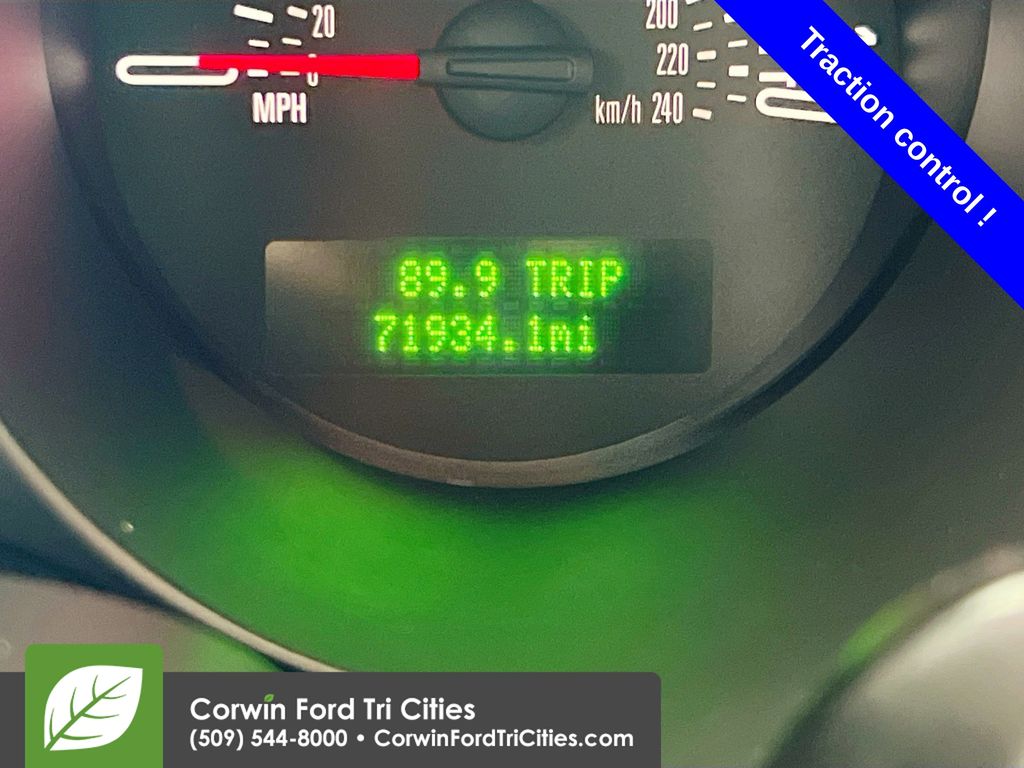 20
0
MPH
200
220
km/h 240
Traction control !
89.9 TRIP
71934.1mi
Corwin Ford Tri Cities
(509) 544-8000 • CorwinFordTriCities.com